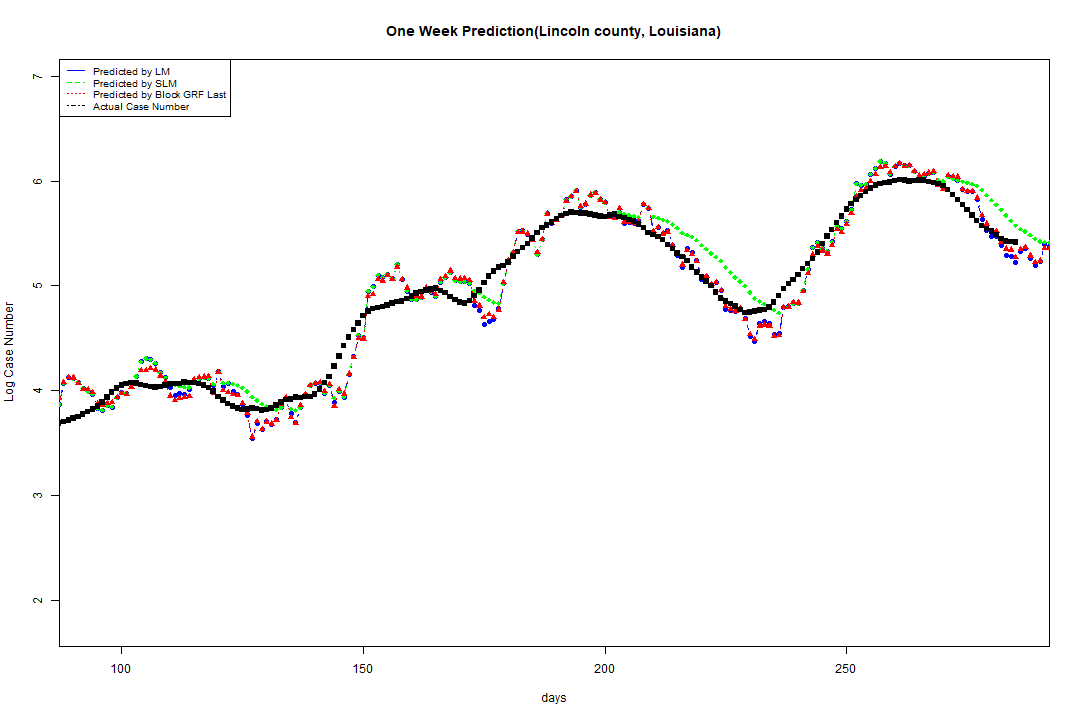 One Week Prediction(Lincoln county, Louisiana)
Predicted by LM
Predicted by SLM
Predicted by Block GRF Last
Actual Case Number
7
6
5
4
3
2
Log Case Number
100 150 200 250
days